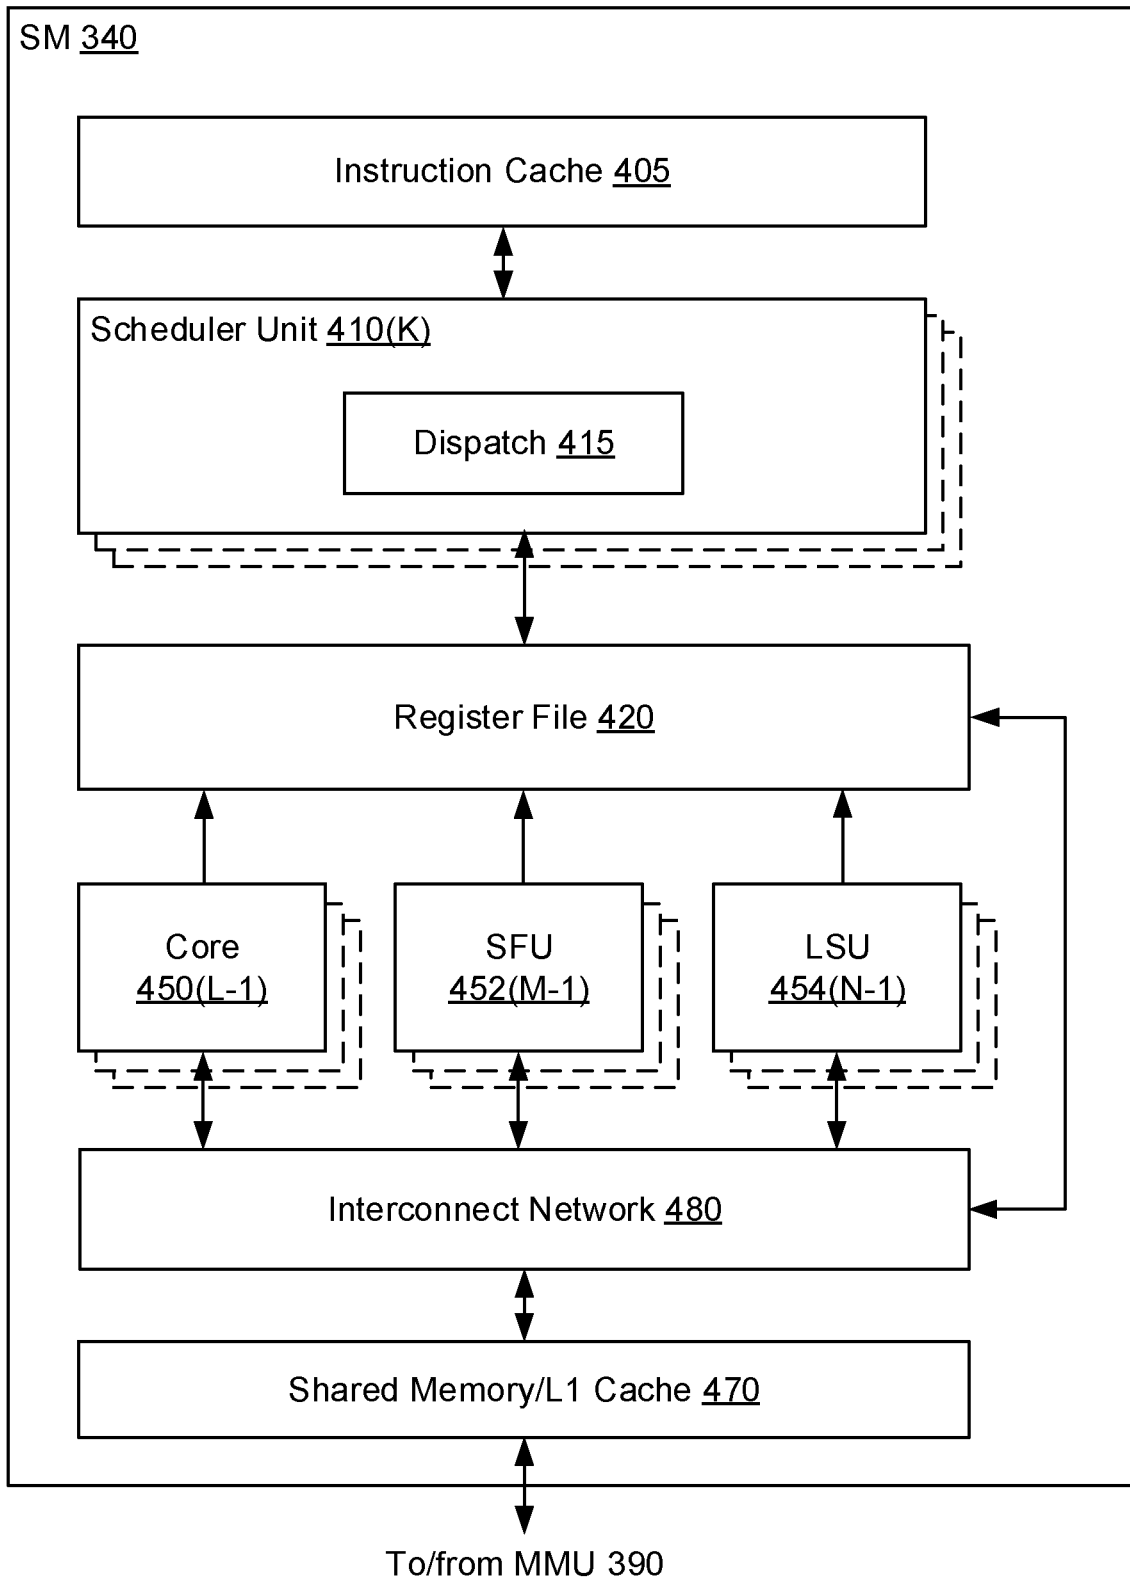 SM 340
Instruction Cache 405
Scheduler Unit 410(K)
Dispatch 415
Register File 420
Core
450(L-1)
SFU
452(M-1)
LSU
454(N-1)
Interconnect Network 480
Shared Memory/L1 Cache 470
To/from MMU 390